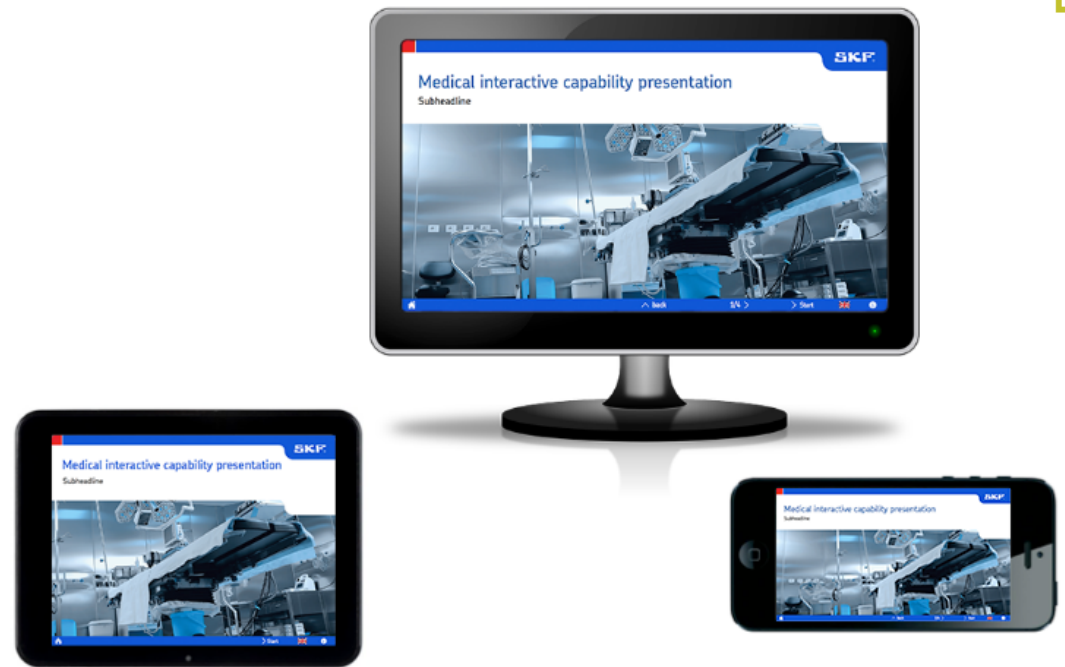 SKF
Medical interactive capability presentation
Subheadline
back
1/4
Start
SKF
Medical interactive capability presentation
Subheadline
Start
SKF
Medical interactive capability presentation
Subheadline